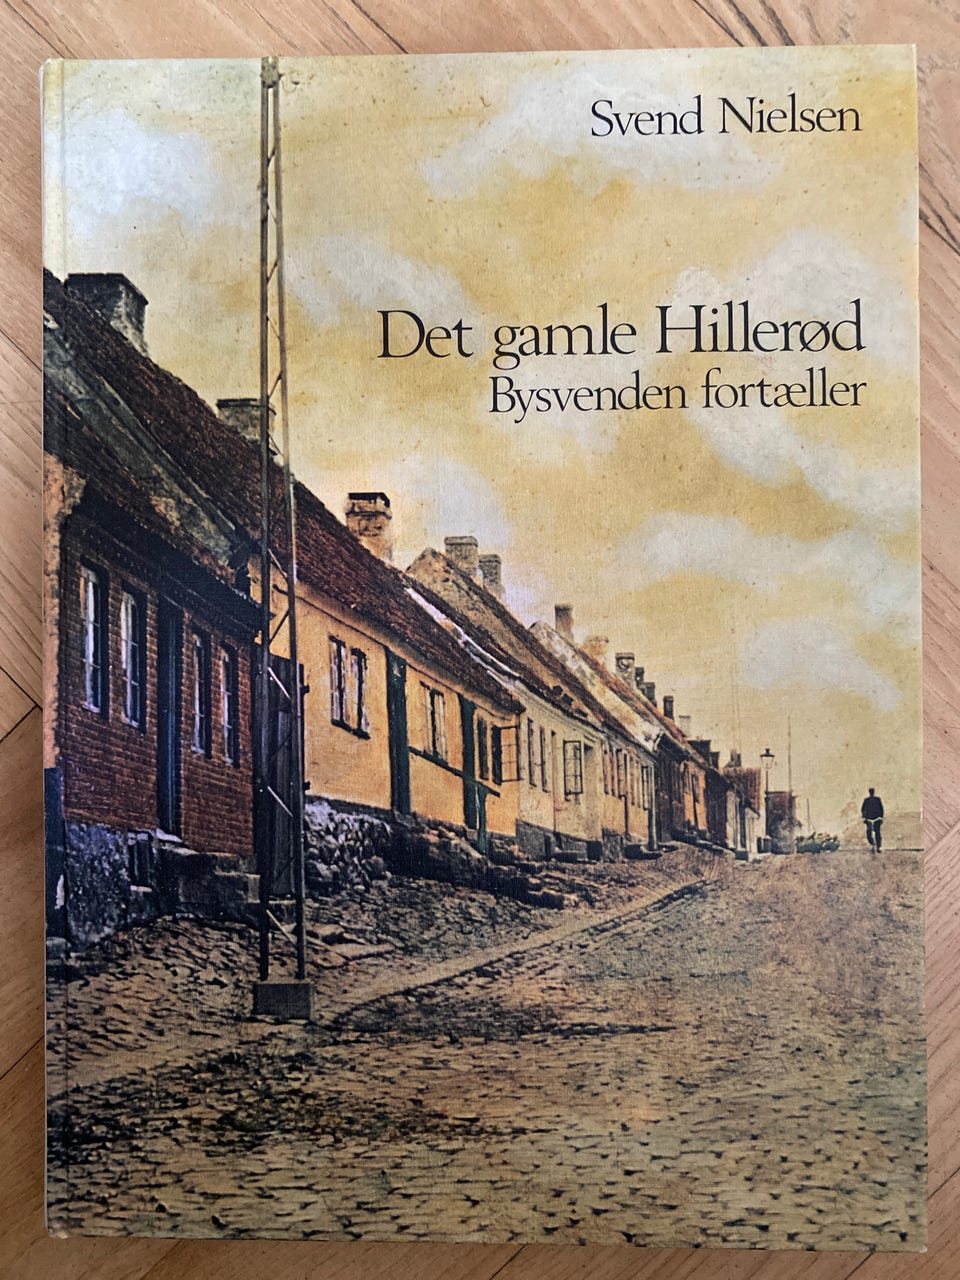 Svend Nielsen
Det gamle Hillerød
Bysvenden fortæller